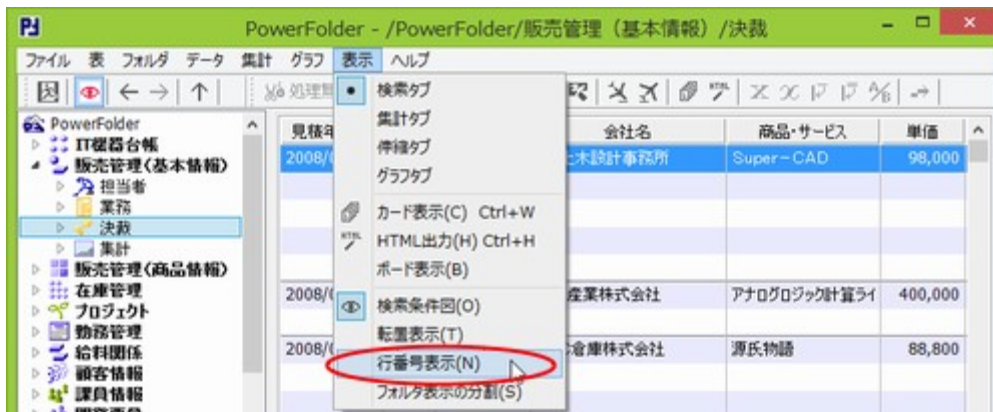 PowerFolder - /PowerFolder/販売管理（基本情報）/決裁
ファイル 表 フォルダ データ 集計 グラフ 表示 ヘルプ
処理
HTML
PowerFolder
IT機器台帳
販売管理(基本情報)
担当者
業務
決裁
集計
販売管理(商品情報)
在庫管理
プロジェクト
勤務管理
給料関係
顧客情報
課員情報
検索タブ
集計タブ
伸縮タブ
グラフタブ
カード表示(C) Ctrl+W
HTML出力(H) Ctrl+H
ボード表示(B)
検索条件図(O)
転置表示(T)
行番号表示(N)
フォルダ表示の分割(S)
見積年 会社名 商品・サービス 単価
2008/ 土木設計事務所 Super－CAD 98,000
2008/ 産業株式会社 アナログロジック計算ライ 400,000
2008/ 倉庫株式会社 源氏物語 88,800